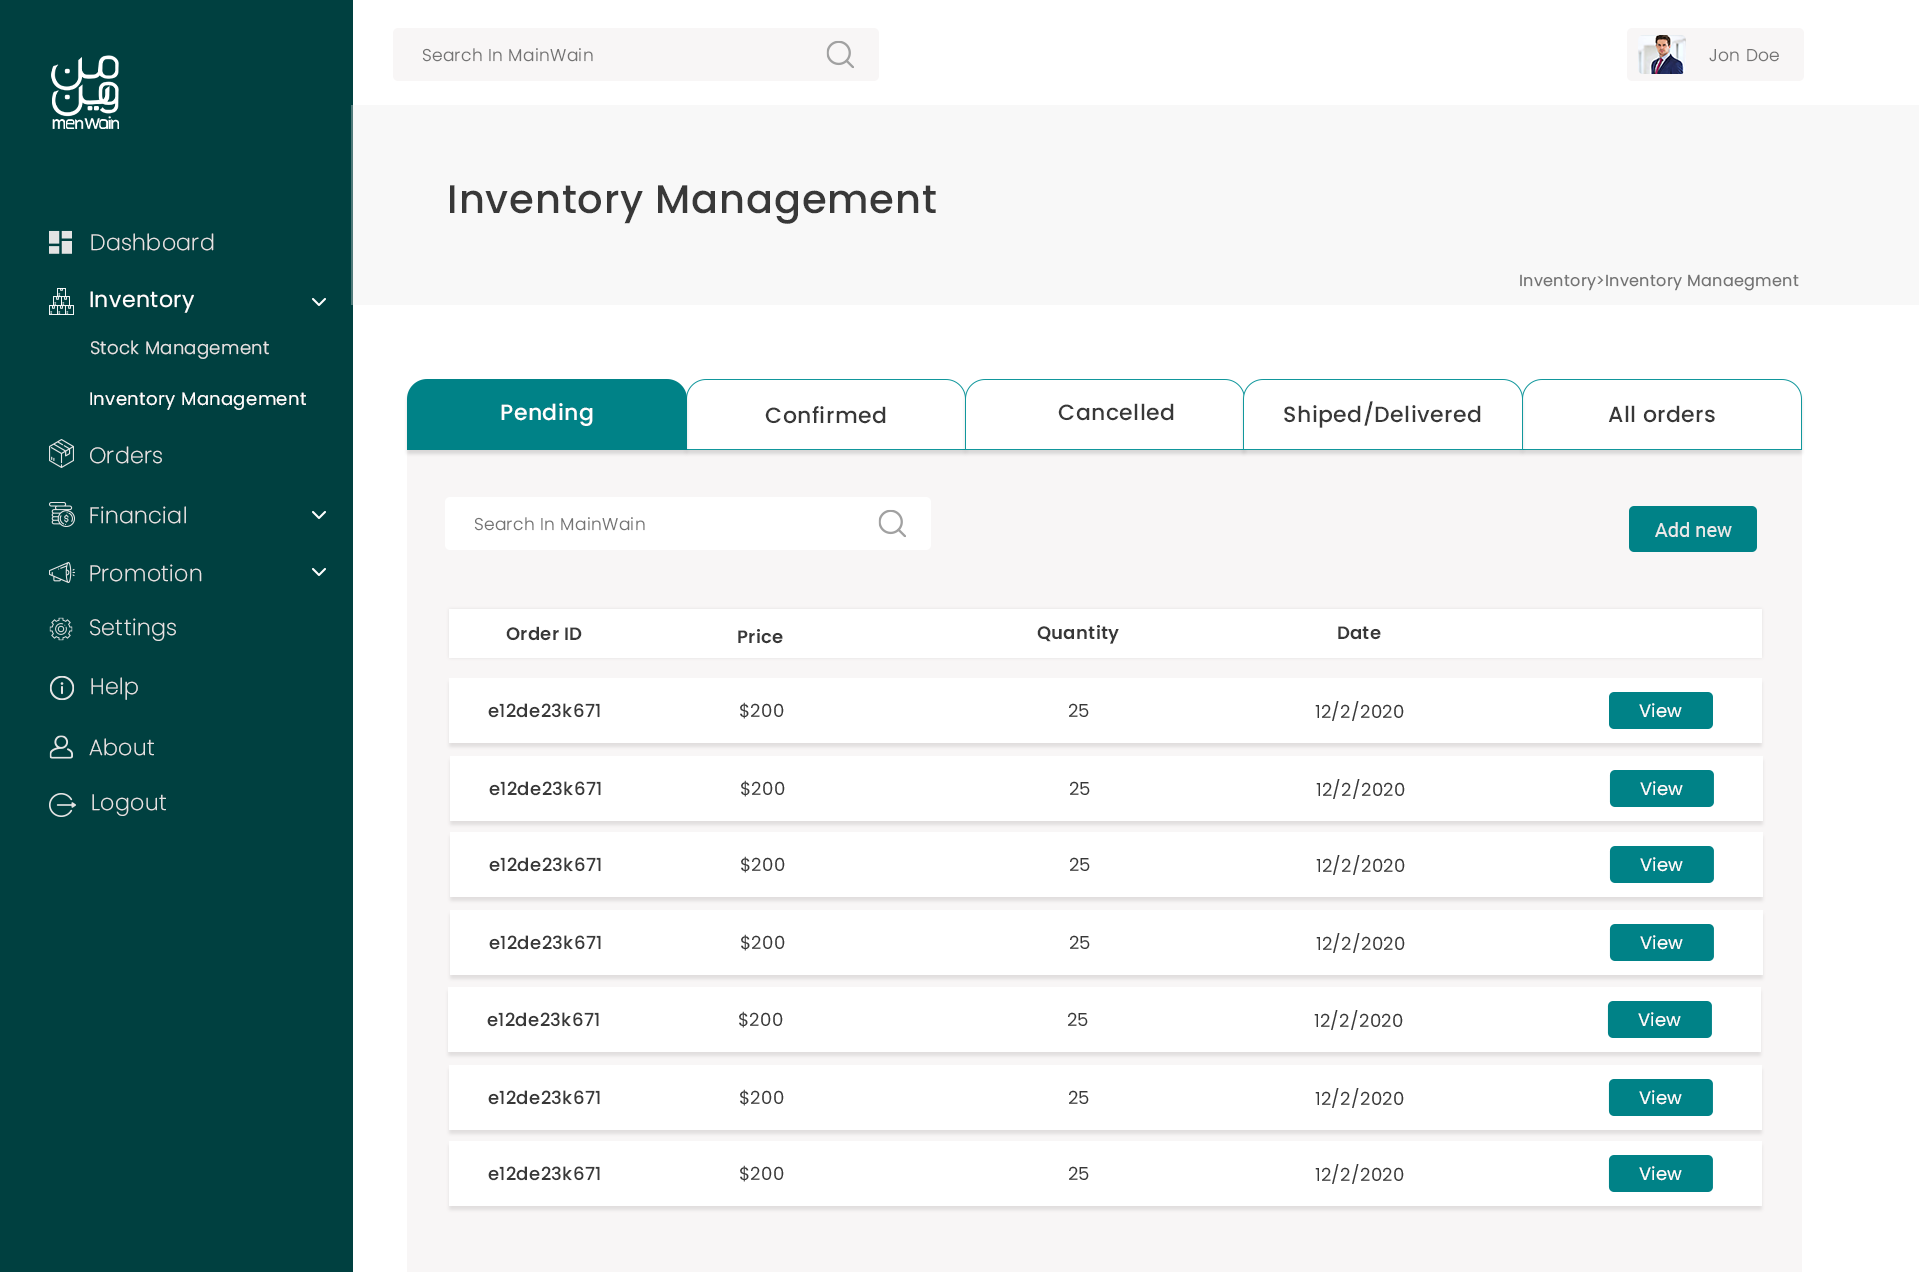 من
وين
menWain
Search In MainWain
Jon Doe
Inventory Management
Inventory>Inventory Manaegment
Dashboard
Inventory
Stock Management
Inventory Management
Orders
Financial
Promotion
Settings
Help
About
Logout
Pending Confirmed Cancelled Shiped/Delivered All orders
Search In MainWain
Add new
Order ID Price Quantity Date
e12de23k671 $200 25 12/2/2020 View
e12de23k671 $200 25 12/2/2020 View
e12de23k671 $200 25 12/2/2020 View
e12de23k671 $200 25 12/2/2020 View
e12de23k671 $200 25 12/2/2020 View
e12de23k671 $200 25 12/2/2020 View
e12de23k671 $200 25 12/2/2020 View